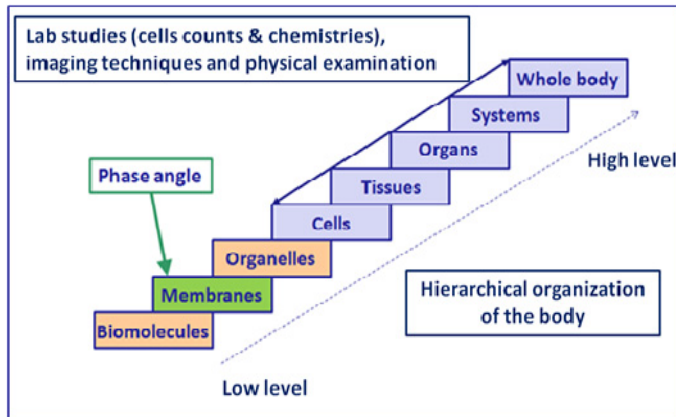 Lab studies (cells counts & chemistries),
imaging techniques and physical examination
Whole body
Systems
Organs
High level
Phase angle
Tissues
Cells
Organelles
Membranes
Hierarchical organization
of the body
Biomolecules
Low level